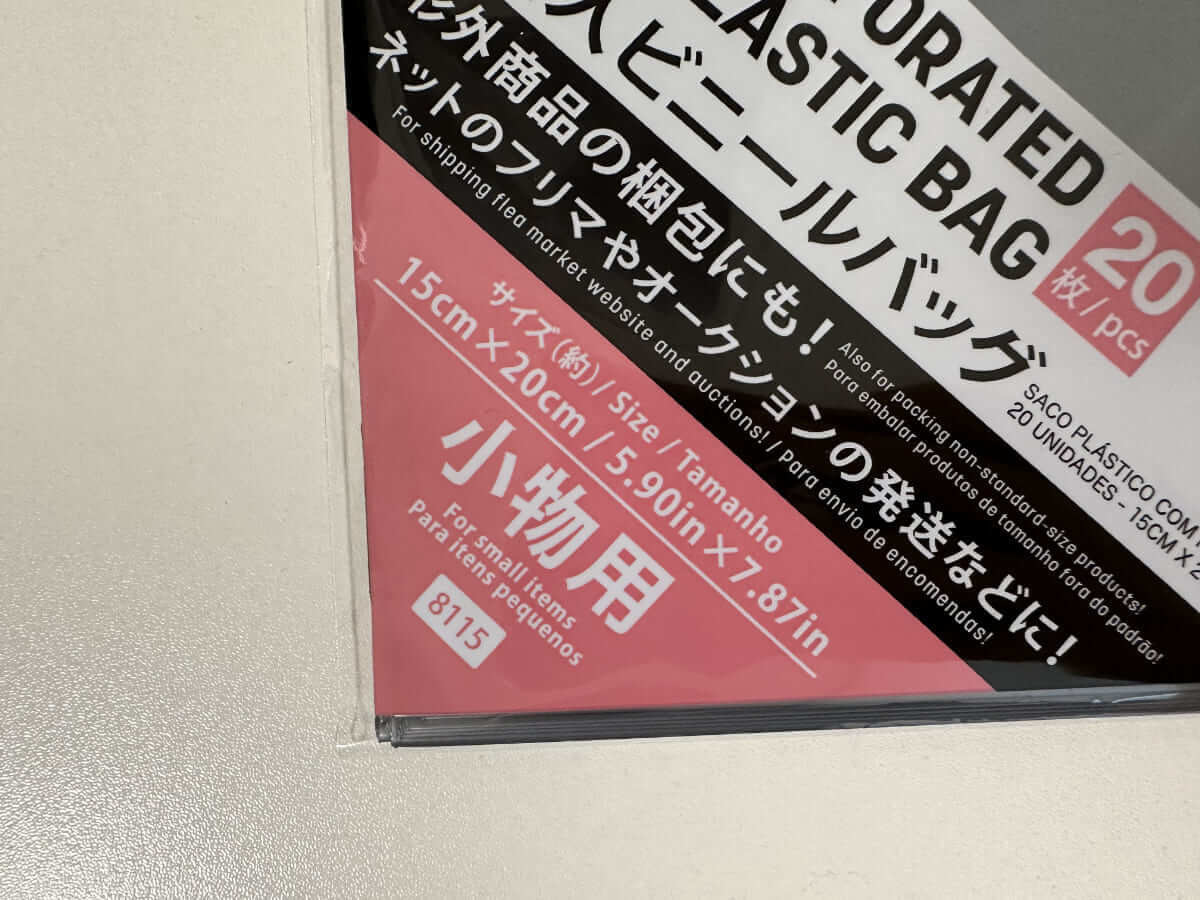 ORATED
LASTIC BAG
人ビニールバッグ
20
枚/pcs
SACO PLÁSTICO COM
20 UNIDADES - 15CM X 2
外商品の梱包にも!
Also for packing non-standard-size products!
Para embalar produtos de tamanho fora do padrão!
ネットのフリマやオークションの発送などに!
For shipping flea market website and auctions! / Para envio de encomendas!
サイズ(約) / Size / Tamanho
15cm×20cm / 5.90in×7.87in
小物用
For small items
Para itens pequenos
8115